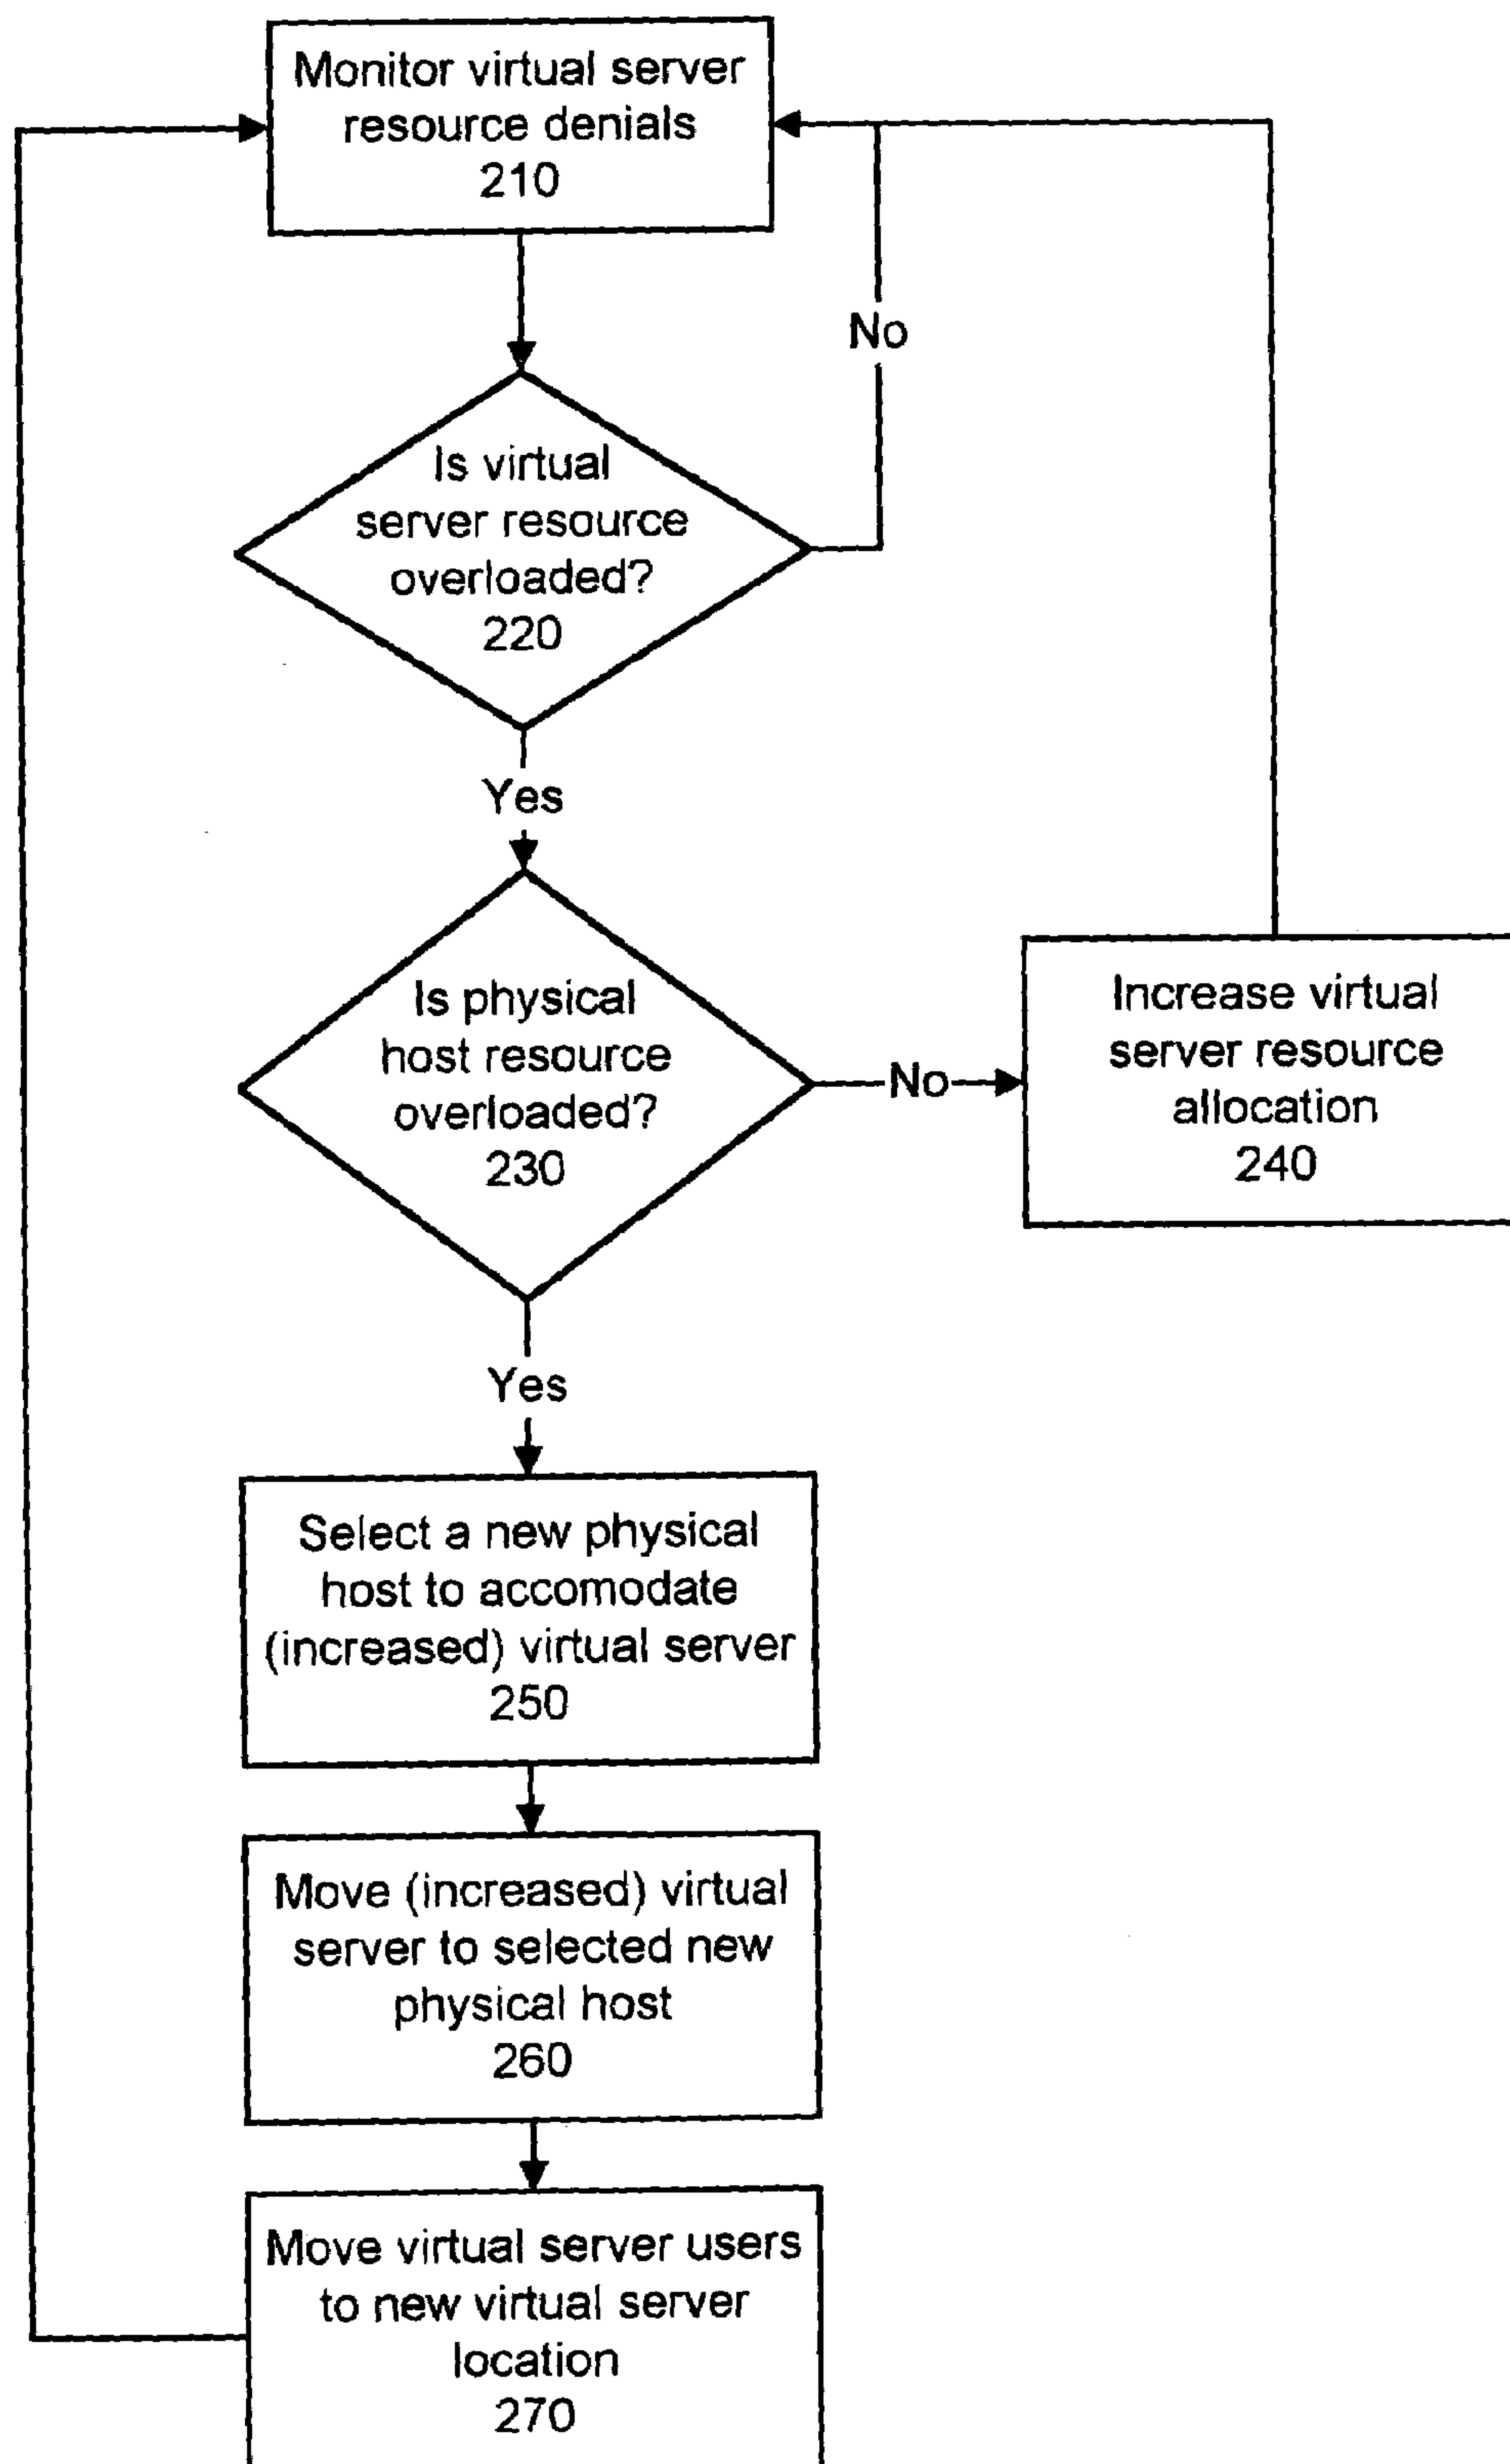 Monitor virtual server
resource denials
210
No
Is virtual
server resource
overloaded?
220
Yes
Is physical
host resource
overloaded?
230
No
Increase virtual
server resource
allocation
240
Yes
Select a new physical
host to accomodate
(increased) virtual server
250
Move (increased) virtual
server to selected new
physical host
260
Move virtual server users
to new virtual server
location
270